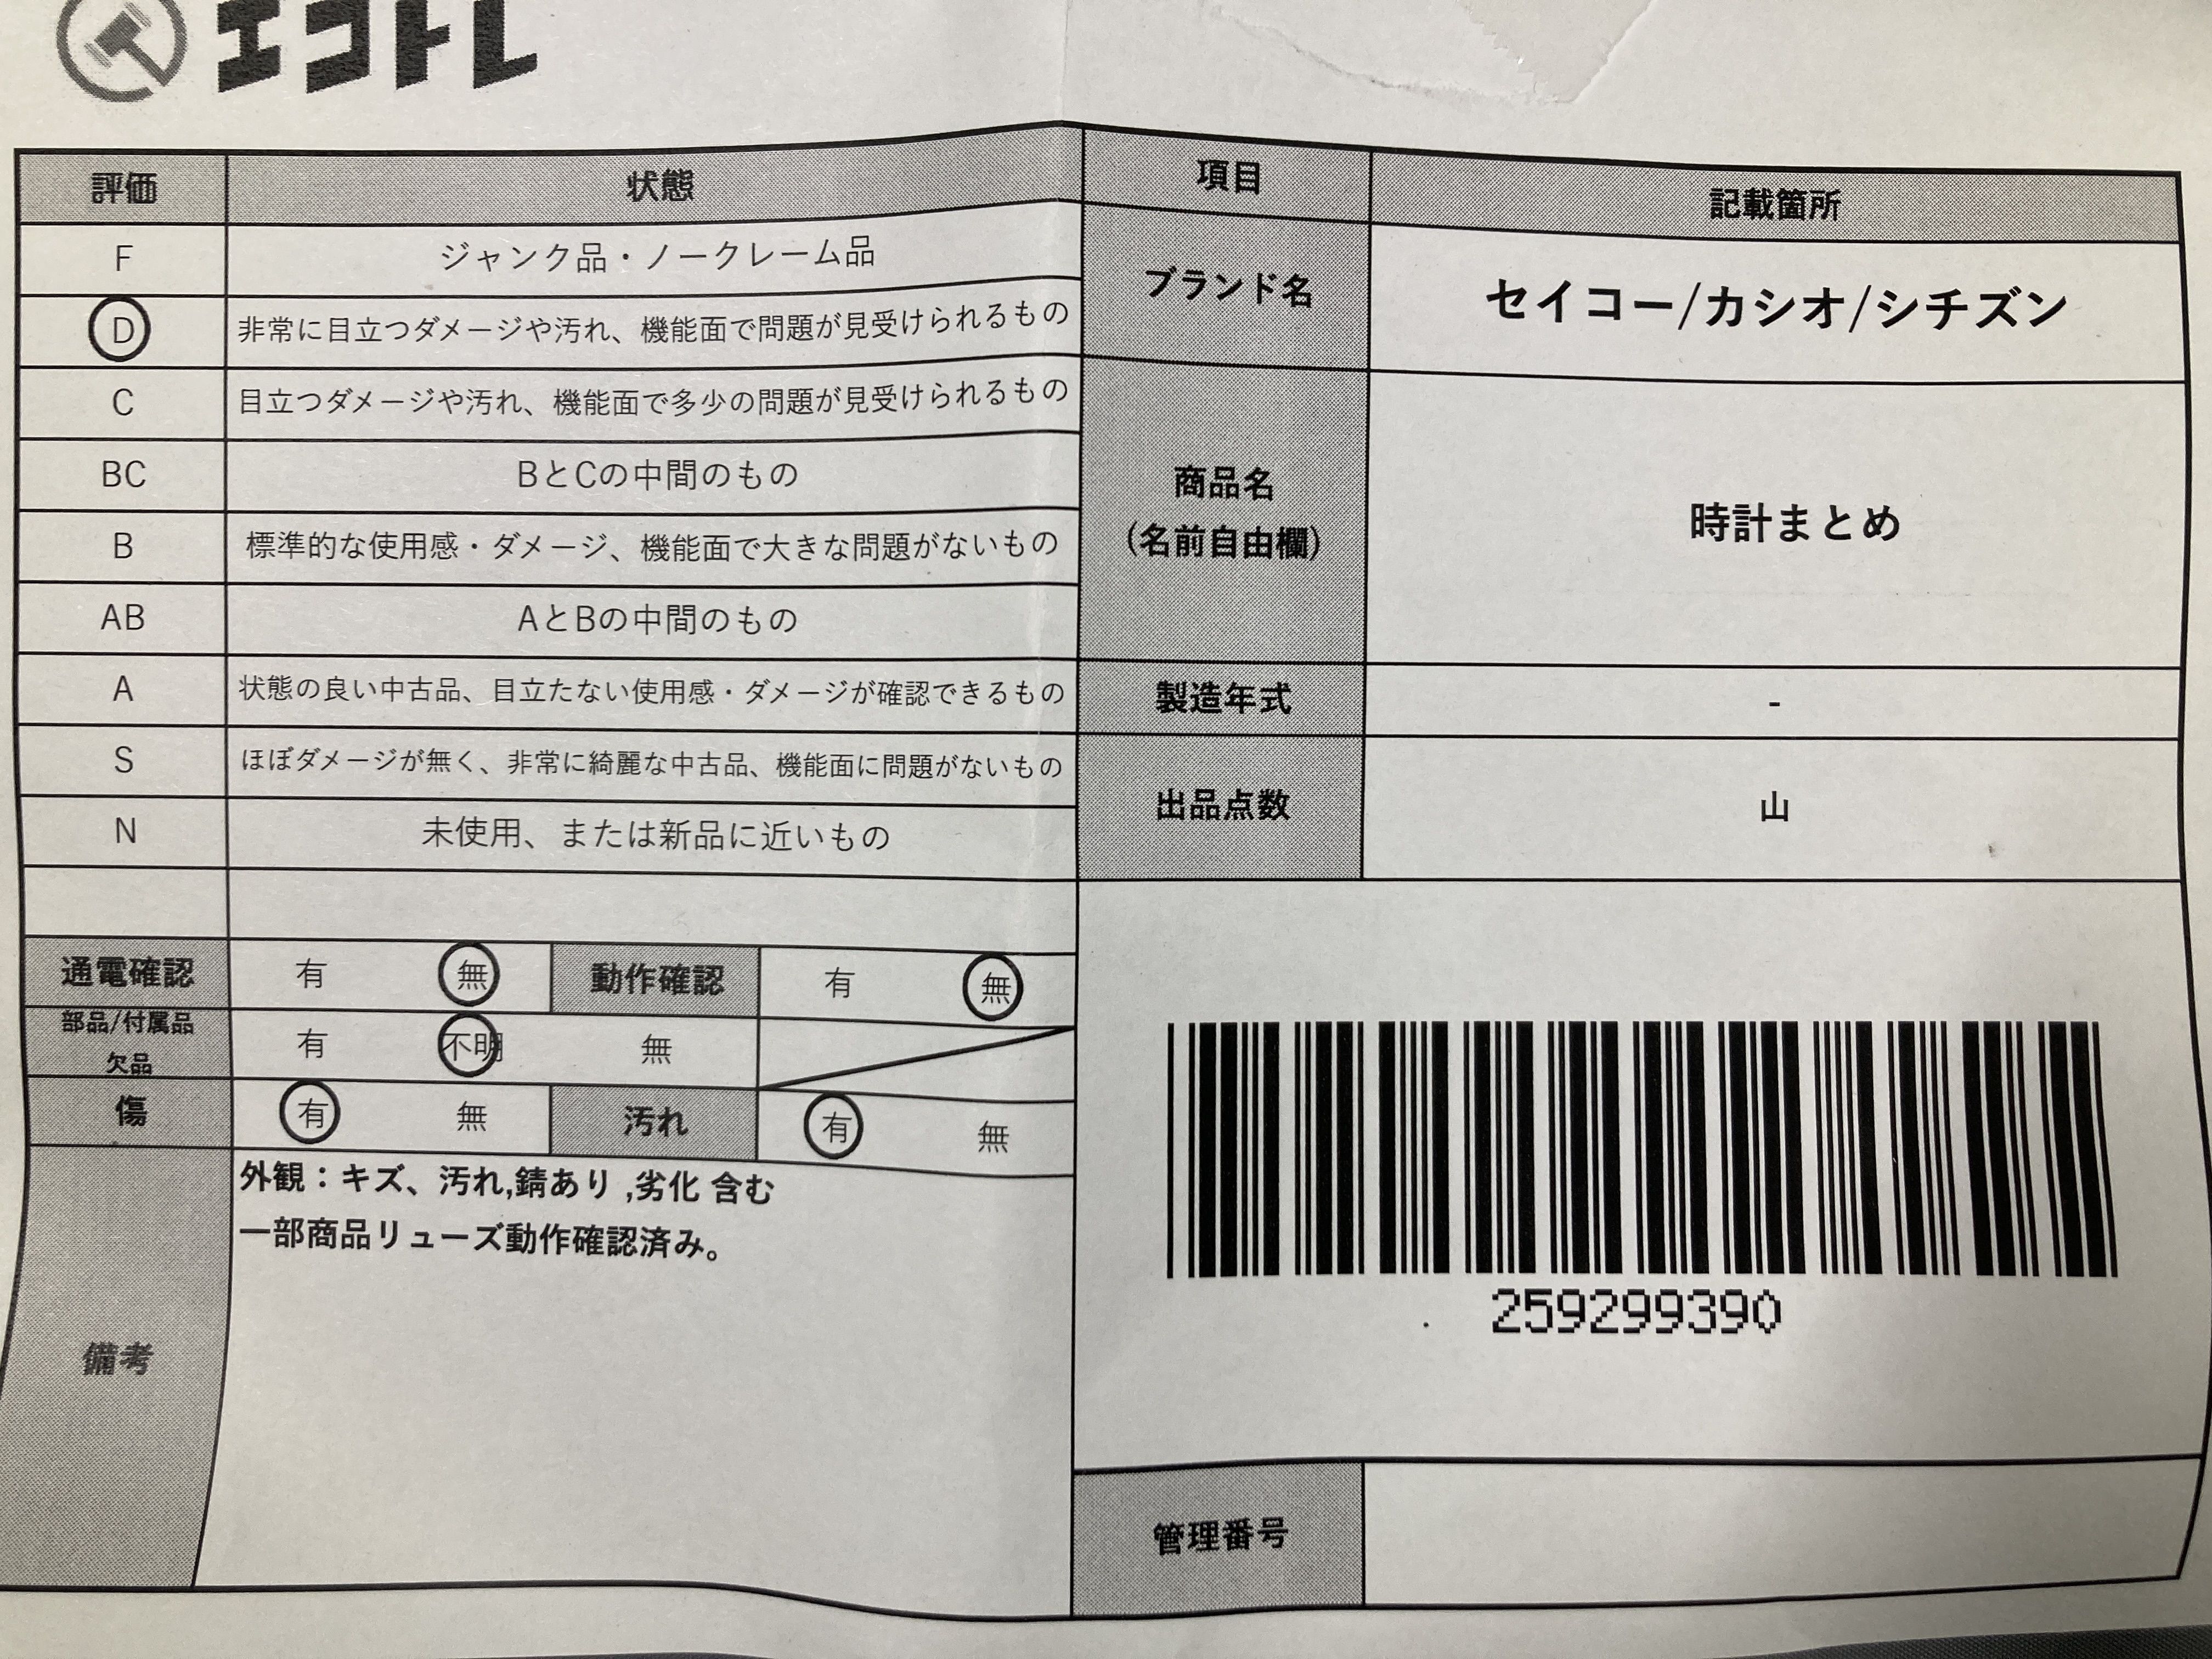 エコトレ
評価 状態
F ジャンク品・ノークレーム品
D 非常に目立つダメージや汚れ、機能面で問題が見受けられるもの
C 目立つダメージや汚れ、機能面で多少の問題が見受けられるもの
BC BとCの中間のもの
B 標準的な使用感・ダメージ、機能面で大きな問題がないもの
AB AとBの中間のもの
A 状態の良い中古品、目立たない使用感・ダメージが確認できるもの
S ほぼダメージが無く、非常に綺麗な中古品、機能面に問題がないもの
N 未使用、または新品に近いもの
通電確認 有 無 動作確認 有 無
部品/付属品
欠品 有 不明 無
傷 有 無 汚れ 有 無
備考
外観：キズ、汚れ,錆あり ,劣化 含む
一部商品リューズ動作確認済み。
項目 記載箇所
ブランド名 セイコー/カシオ/シチズン
商品名
(名前自由欄)
時計まとめ
製造年式 -
出品点数 山
259299390
管理番号